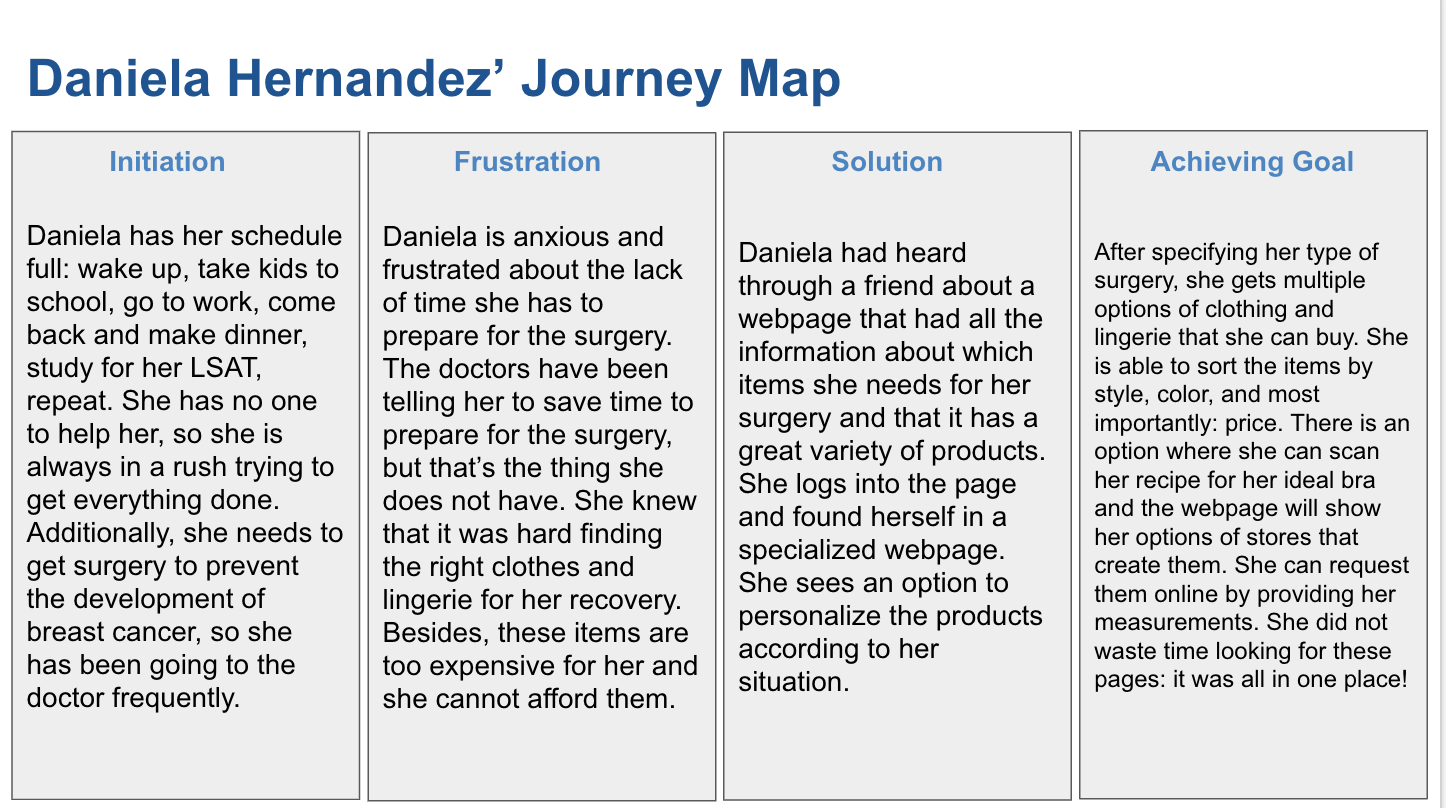 Daniela Hernandez’ Journey Map
Initiation
Daniela has her schedule
full: wake up, take kids to
school, go to work, come
back and make dinner,
study for her LSAT,
repeat. She has no one
to help her, so she is
always in a rush trying to
get everything done.
Additionally, she needs to
get surgery to prevent
the development of
breast cancer, so she
has been going to the
doctor frequently.
Frustration
Daniela is anxious and
frustrated about the lack
of time she has to
prepare for the surgery.
The doctors have been
telling her to save time to
prepare for the surgery,
but that’s the thing she
does not have. She knew
that it was hard finding
the right clothes and
lingerie for her recovery.
Besides, these items are
too expensive for her and
she cannot afford them.
Solution
Daniela had heard
through a friend about a
webpage that had all the
information about which
items she needs for her
surgery and that it has a
great variety of products.
She logs into the page
and found herself in a
specialized webpage.
She sees an option to
personalize the products
according to her
situation.
Achieving Goal
After specifying her type of
surgery, she gets multiple
options of clothing and
lingerie that she can buy. She
is able to sort the items by
style, color, and most
importantly: price. There is an
option where she can scan
her recipe for her ideal bra
and the webpage will show
her options of stores that
create them. She can request
them online by providing her
measurements. She did not
waste time looking for these
pages: it was all in one place!